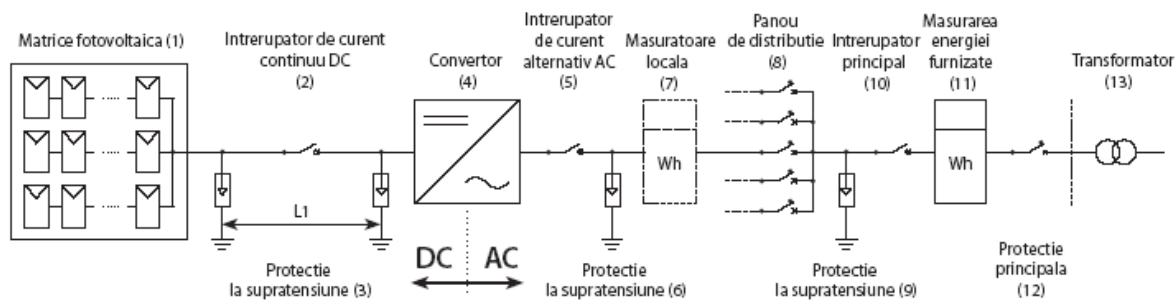 Matrice fotovoltaica (1)
Intrerupator de curent
continuu DC
(2)
Convertor
(4)
Intrerupator
de curent
alternativ AC
(5)
Masuratoare
locala
(7)
Panou
de distributie
(8)
Intrerupator
principal
(10)
Masurarea
energiei
furnizate
(11)
Transformator
(13)
Wh
Wh
L1
DC
AC
Protectie
la supratensiune (3)
Protectie
la supratensiune (6)
Protectie
la supratensiune (9)
Protectie
principala
(12)